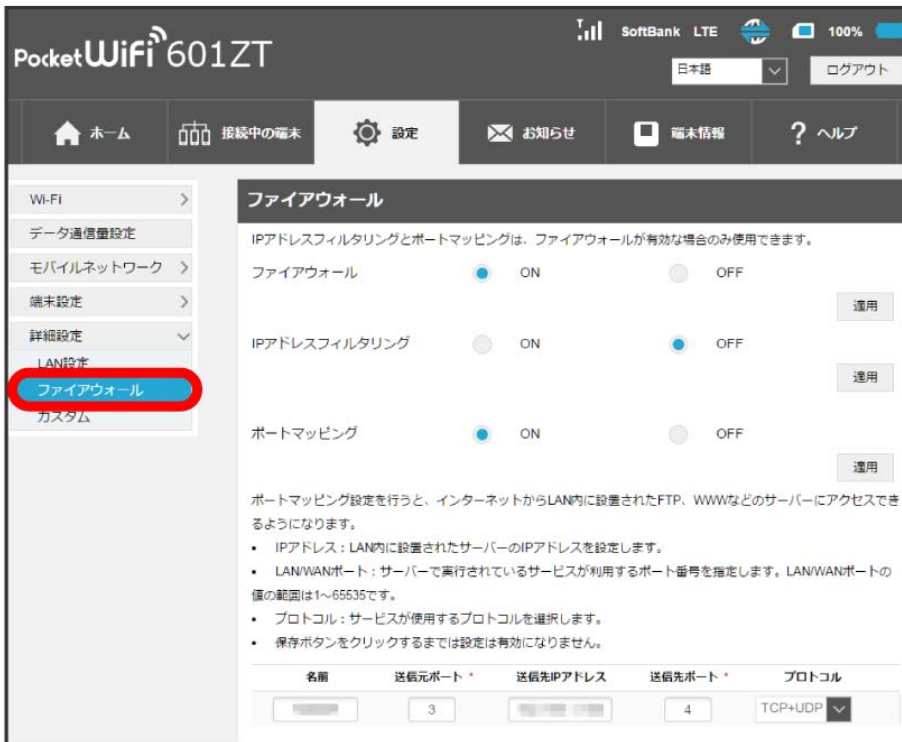 SoftBank LTE 100%
Pocket WiFi 601ZT
日本語 ログアウト
ホーム 接続中の端末 設定 お知らせ 端末情報 ? ヘルプ
Wi-Fi
データ通信量設定
モバイルネットワーク
端末設定
詳細設定
LAN設定
ファイアウォール
カスタム
ファイアウォール
IPアドレスフィルタリングとポートマッピングは、ファイアウォールが有効な場合のみ使用できます。
ファイアウォール ON OFF
適用
IPアドレスフィルタリング ON OFF
適用
ポートマッピング ON OFF
適用
ポートマッピング設定を行うと、インターネットからLAN内に設置されたFTP、WWWなどのサーバーにアクセスでき
るようになります。
• IPアドレス：LAN内に設置されたサーバーのIPアドレスを設定します。
• LAN/WANポート：サーバーで実行されているサービスが利用するポート番号を指定します。LAN/WANポートの
値の範囲は1～65535です。
• プロトコル：サービスが使用するプロトコルを選択します。
• 保存ボタンをクリックするまでは設定は有効になりません。
名前 送信元ポート * 送信先IPアドレス 送信先ポート * プロトコル
3 4 TCP+UDP